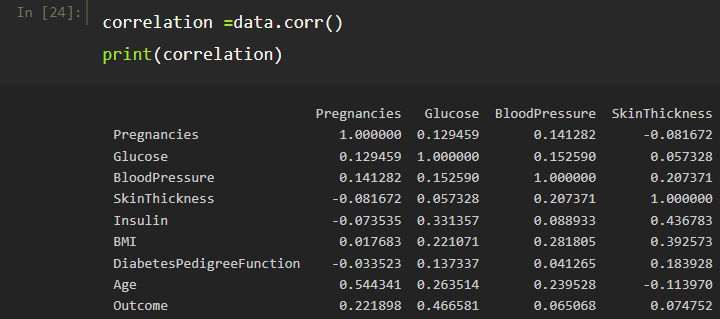 In [24]:
correlation =data.corr()
print(correlation)
Pregnancies Glucose BloodPressure SkinThickness
Pregnancies 1.000000 0.129459 0.141282 -0.081672
Glucose 0.129459 1.000000 0.152590 0.057328
BloodPressure 0.141282 0.152590 1.000000 0.207371
SkinThickness -0.081672 0.057328 0.207371 1.000000
Insulin -0.073535 0.331357 0.088933 0.436783
BMI 0.017683 0.221071 0.281805 0.392573
DiabetesPedigreeFunction -0.033523 0.137337 0.041265 0.183928
Age 0.544341 0.263514 0.239528 -0.113970
Outcome 0.221898 0.466581 0.065068 0.074752